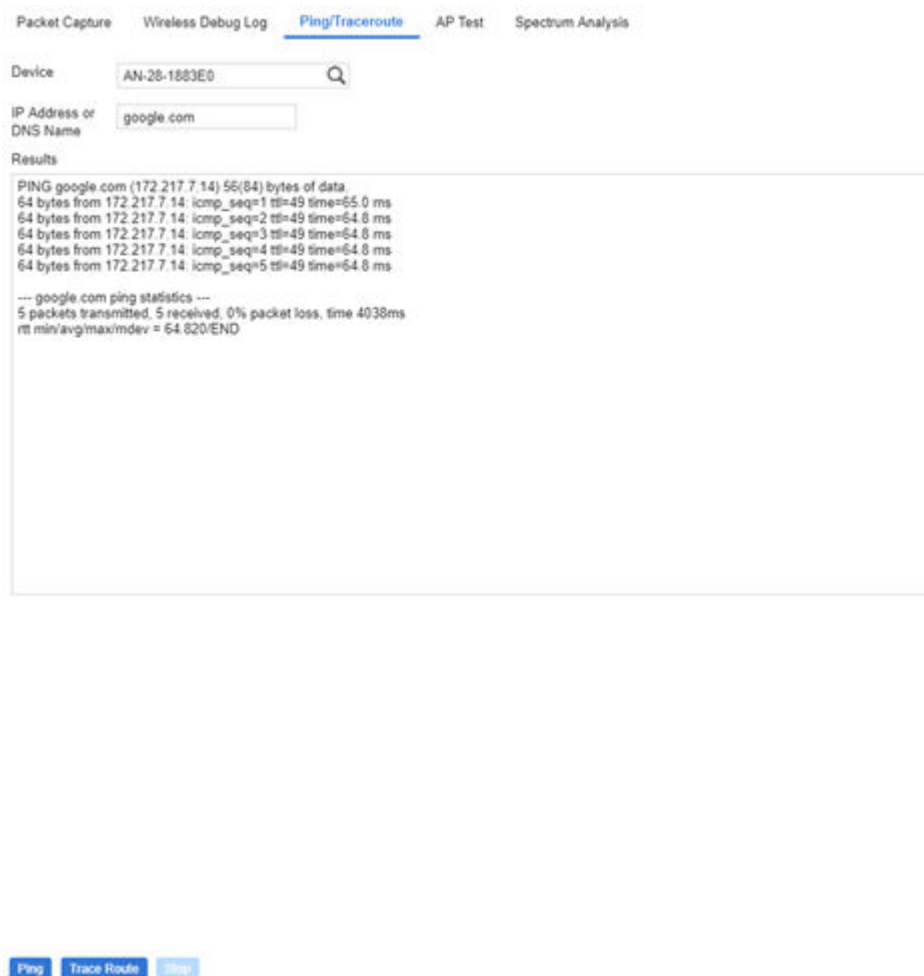 Packet Capture Wireless Debug Log Ping/Traceroute AP Test Spectrum Analysis
Device AN-28-1883E0
IP Address or DNS Name google.com
Results
PING google.com (172.217.7.14) 56(84) bytes of data.
64 bytes from 172.217.7.14: icmp_seq=1 ttl=49 time=65.0 ms
64 bytes from 172.217.7.14: icmp_seq=2 ttl=49 time=64.8 ms
64 bytes from 172.217.7.14: icmp_seq=3 ttl=49 time=64.8 ms
64 bytes from 172.217.7.14: icmp_seq=4 ttl=49 time=64.8 ms
64 bytes from 172.217.7.14: icmp_seq=5 ttl=49 time=64.8 ms
--- google.com ping statistics ---
5 packets transmitted, 5 received, 0% packet loss, time 4038ms
rtt min/avg/max/mdev = 64.820/END
Ping Trace Route Stop